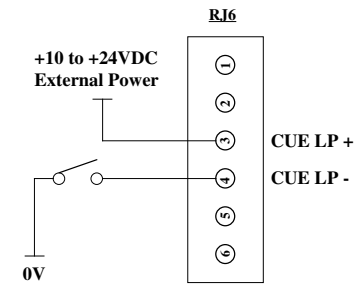 RJ6
+10 to +24VDC
External Power
1
2
3
CUE LP +
4
CUE LP -
5
6
0V